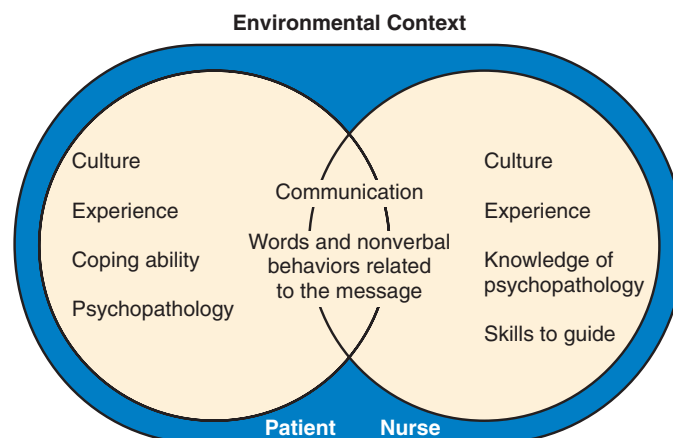 Environmental Context
Culture
Experience
Coping ability
Psychopathology
Communication
Words and nonverbal
behaviors related
to the message
Culture
Experience
Knowledge of
psychopathology
Skills to guide
Patient
Nurse